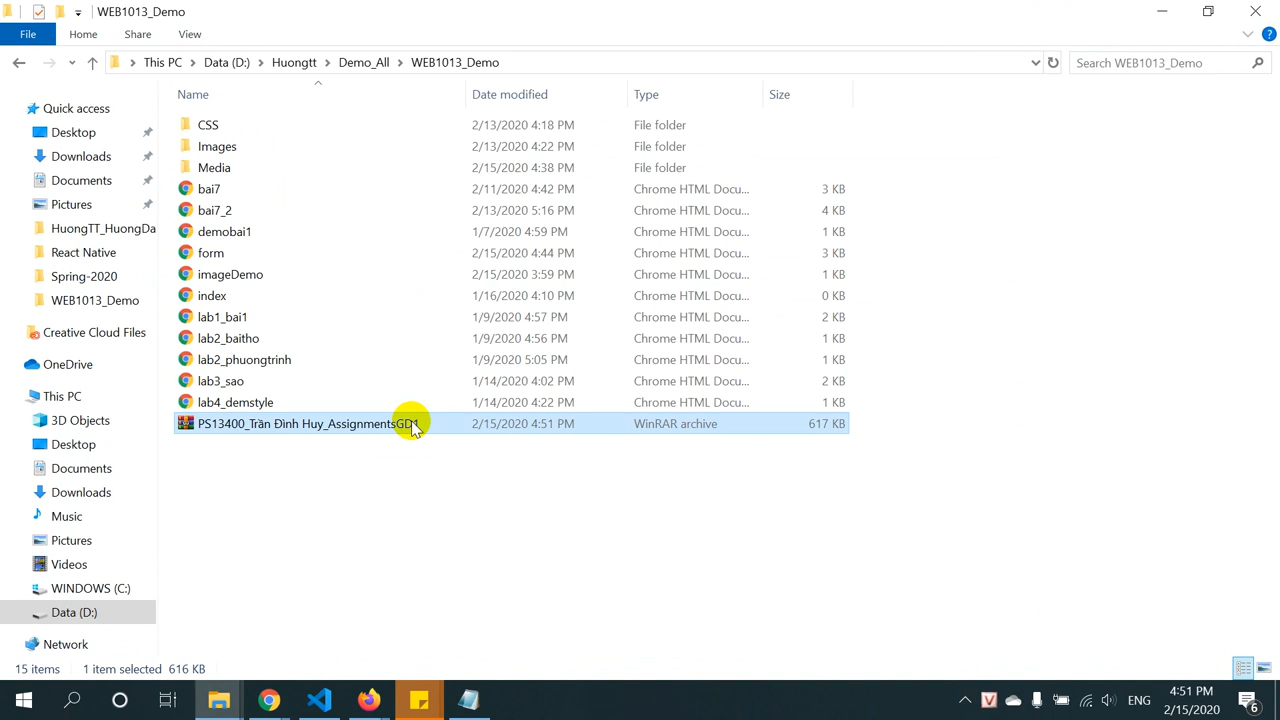 WEB1013_Demo
File Home Share View
This PC Data (D:) Huongtt Demo_All WEB1013_Demo
Search WEB1013_Demo
Name Date modified Type Size
CSS 2/13/2020 4:18 PM File folder
Images 2/13/2020 4:22 PM File folder
Media 2/15/2020 4:38 PM File folder
bai7 2/11/2020 4:42 PM Chrome HTML Docu... 3 KB
bai7_2 2/13/2020 5:16 PM Chrome HTML Docu... 4 KB
demobai1 1/7/2020 4:59 PM Chrome HTML Docu... 1 KB
form 2/15/2020 4:44 PM Chrome HTML Docu... 3 KB
imageDemo 2/15/2020 3:59 PM Chrome HTML Docu... 1 KB
index 1/16/2020 4:10 PM Chrome HTML Docu... 0 KB
lab1_bai1 1/9/2020 4:57 PM Chrome HTML Docu... 2 KB
lab2_baitho 1/9/2020 4:56 PM Chrome HTML Docu... 1 KB
lab2_phuongtrinh 1/9/2020 5:05 PM Chrome HTML Docu... 1 KB
lab3_sao 1/14/2020 4:02 PM Chrome HTML Docu... 2 KB
lab4_demstyle 1/14/2020 4:22 PM Chrome HTML Docu... 1 KB
PS13400_Trần Đình Huy_AssignmentsGD1 2/15/2020 4:51 PM WinRAR archive 617 KB
Quick access
Desktop
Downloads
Documents
Pictures
HuongTT_HuongDa
React Native
Spring-2020
WEB1013_Demo
Creative Cloud Files
OneDrive
This PC
3D Objects
Desktop
Documents
Downloads
Music
Pictures
Videos
WINDOWS (C:)
Data (D:)
Network
15 items 1 item selected 616 KB
ENG
4:51 PM
2/15/2020
6